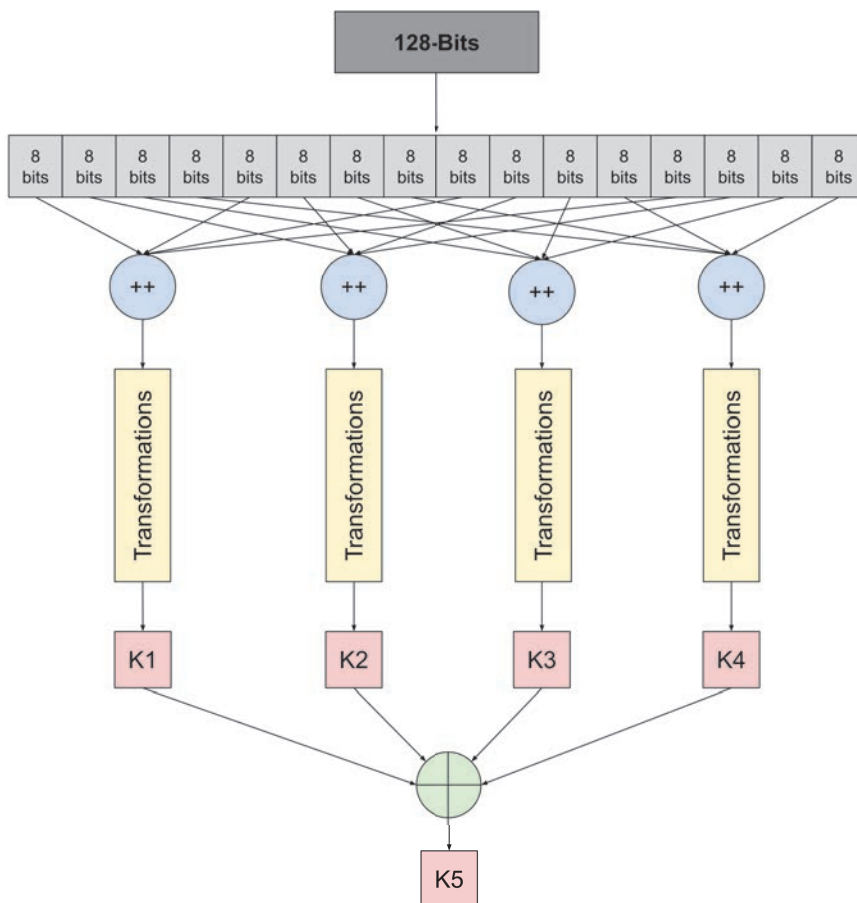 128-Bits
8
bits
8
bits
8
bits
8
bits
8
bits
8
bits
8
bits
8
bits
8
bits
8
bits
8
bits
8
bits
8
bits
8
bits
8
bits
8
bits
++
++
++
++
Transformations
Transformations
Transformations
Transformations
K1
K2
K3
K4
K5